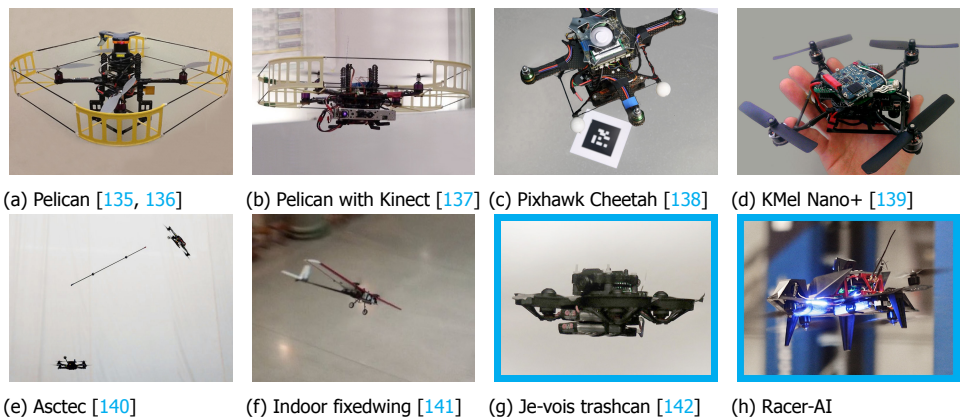 (a) Pelican [135, 136]
(b) Pelican with Kinect [137]
(c) Pixhawk Cheetah [138]
(d) KMel Nano+ [139]
(e) Asctec [140]
(f) Indoor fixedwing [141]
(g) Je-vois trashcan [142]
(h) Racer-AI